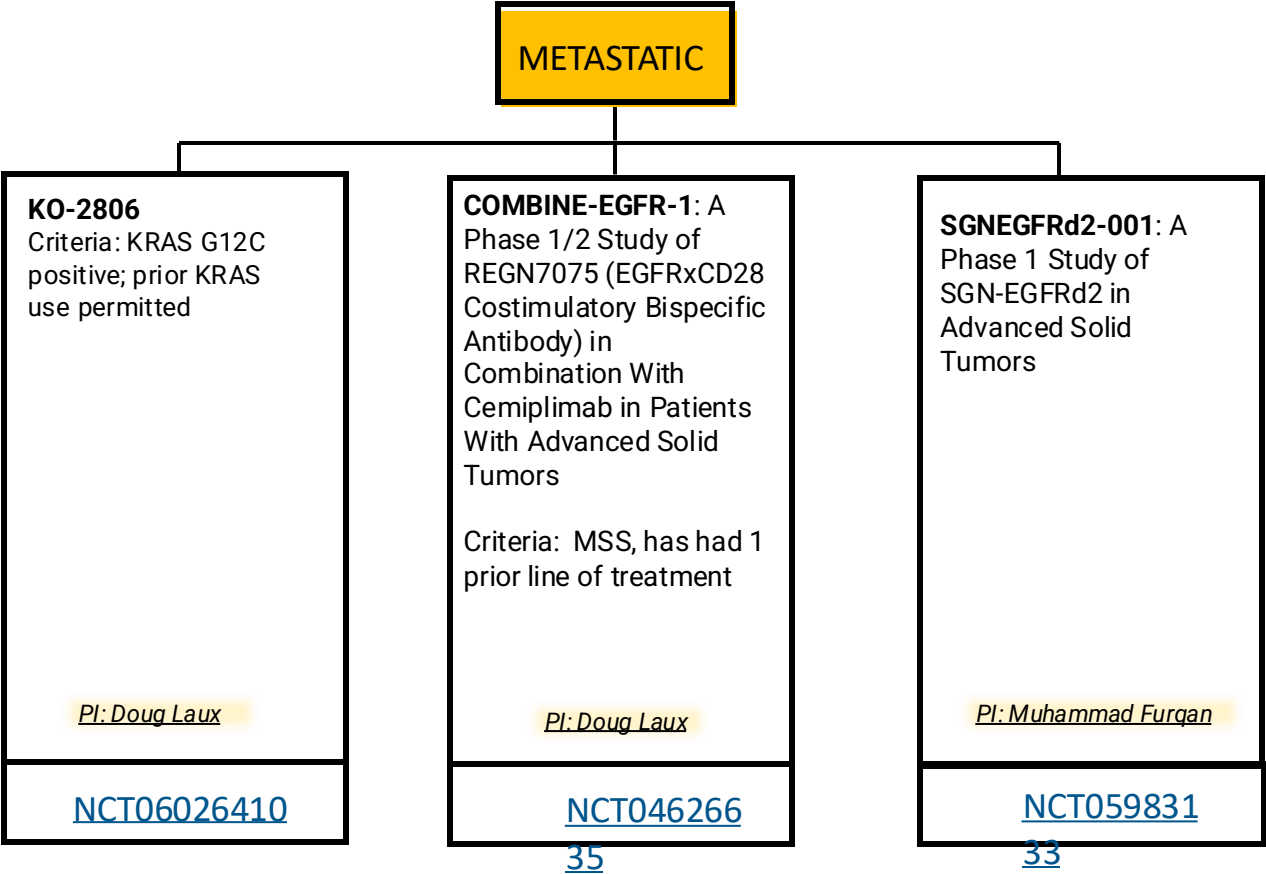 METASTATIC
KO-2806
Criteria: KRAS G12C
positive; prior KRAS
use permitted
PI: Doug Laux
NCT06026410
COMBINE-EGFR-1: A
Phase 1/2 Study of
REGN7075 (EGFRxCD28
Costimulatory Bispecific
Antibody) in
Combination With
Cemiplimab in Patients
With Advanced Solid
Tumors
Criteria:  MSS, has had 1
prior line of treatment
PI: Doug Laux
NCT046266
35
SGNEGFRd2-001: A
Phase 1 Study of
SGN-EGFRd2 in
Advanced Solid
Tumors
PI: Muhammad Furqan
NCT059831
33